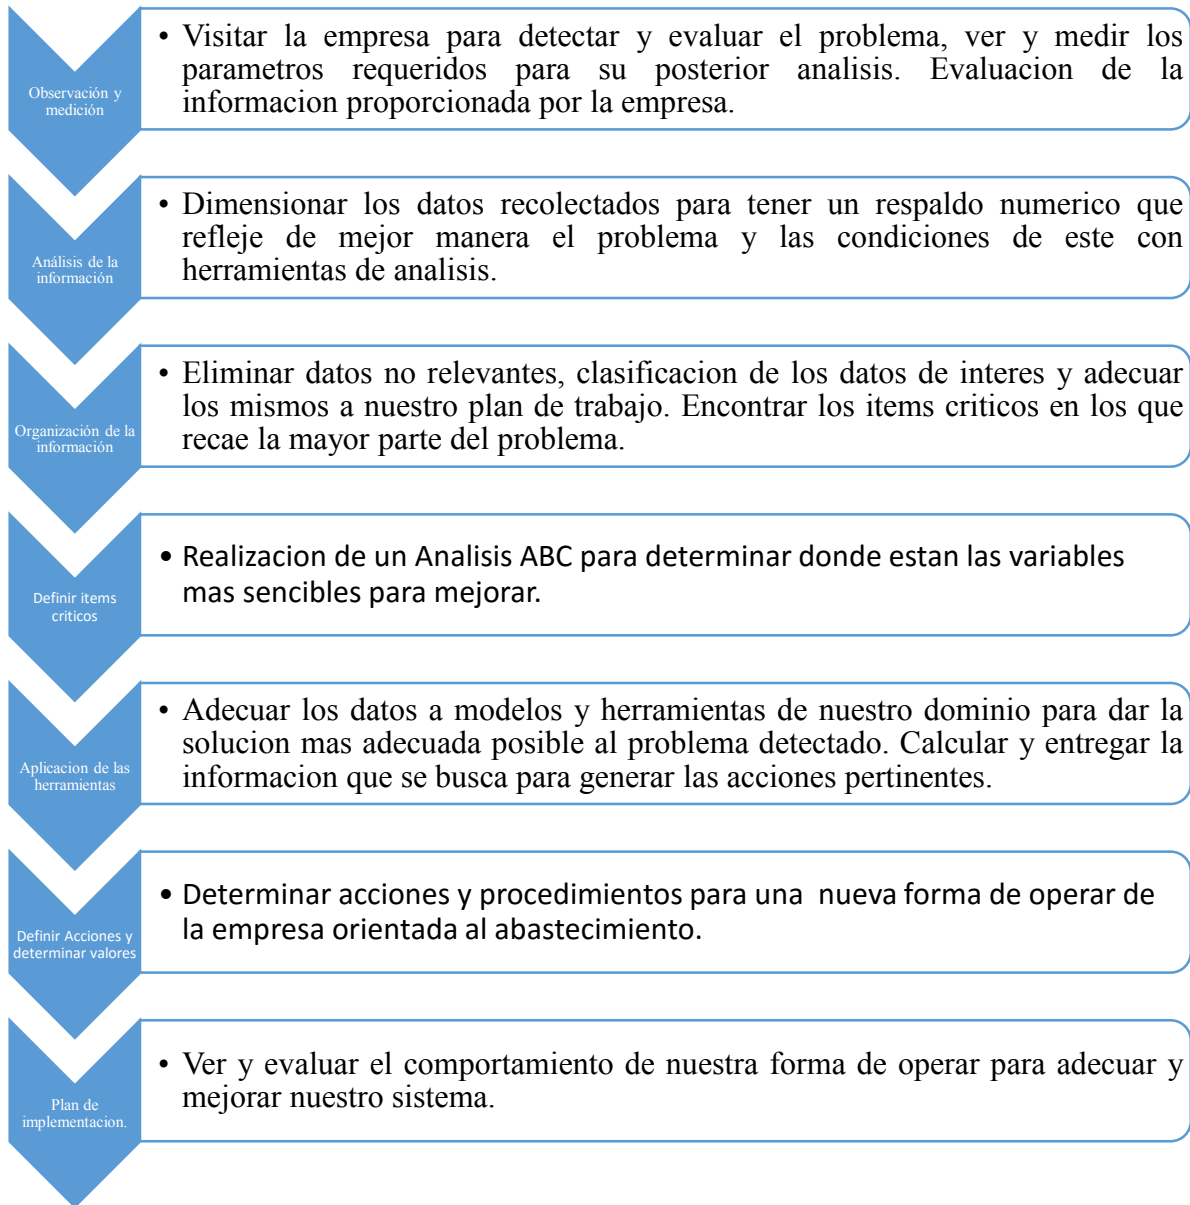 Observación y
medición
• Visitar la empresa para detectar y evaluar el problema, ver y medir los
parametros requeridos para su posterior analisis. Evaluacion de la
informacion proporcionada por la empresa.
Análisis de la
información
• Dimensionar los datos recolectados para tener un respaldo numerico que
refleje de mejor manera el problema y las condiciones de este con
herramientas de analisis.
Organización de la
información
• Eliminar datos no relevantes, clasificacion de los datos de interes y adecuar
los mismos a nuestro plan de trabajo. Encontrar los items criticos en los que
recae la mayor parte del problema.
Definir items
criticos
• Realizacion de un Analisis ABC para determinar donde estan las variables
mas sencibles para mejorar.
Aplicacion de las
herramientas
• Adecuar los datos a modelos y herramientas de nuestro dominio para dar la
solucion mas adecuada posible al problema detectado. Calcular y entregar la
informacion que se busca para generar las acciones pertinentes.
Definir Acciones y
determinar valores
• Determinar acciones y procedimientos para una  nueva forma de operar de
la empresa orientada al abastecimiento.
Plan de
implementacion.
• Ver y evaluar el comportamiento de nuestra forma de operar para adecuar y
mejorar nuestro sistema.